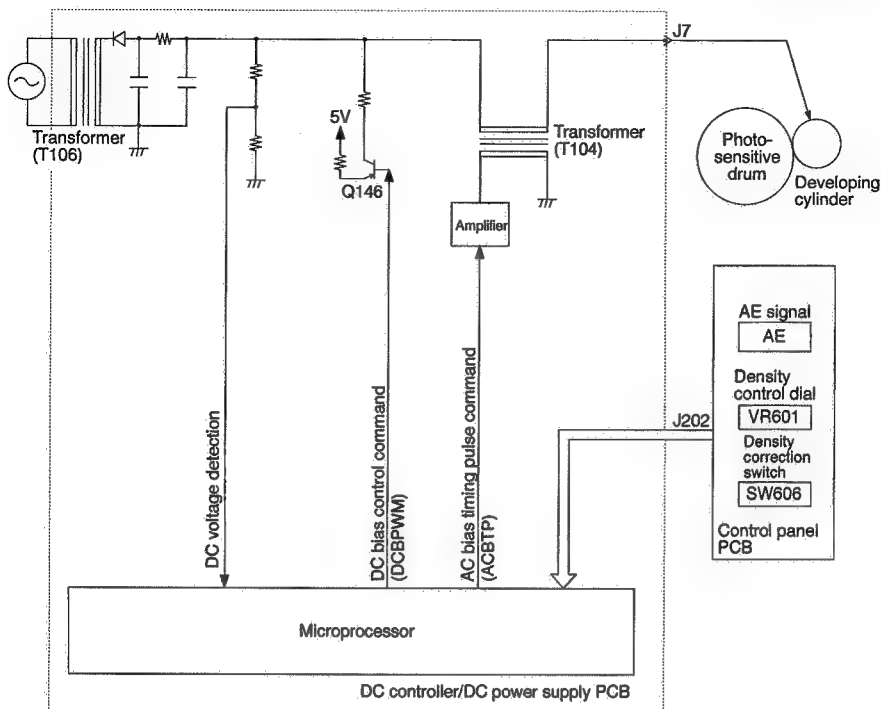 J7
Transformer
(T106)
5V
Q146
Transformer
(T104)
Amplifier
Photo-
sensitive
drum
Developing
cylinder
AE signal
AE
Density
control dial
VR601
Density
correction
switch
SW606
Control panel
PCB
J202
DC voltage detection
DC bias control command
(DCBPWM)
AC bias timing pulse command
(ACBTP)
Microprocessor
DC controller/DC power supply PCB